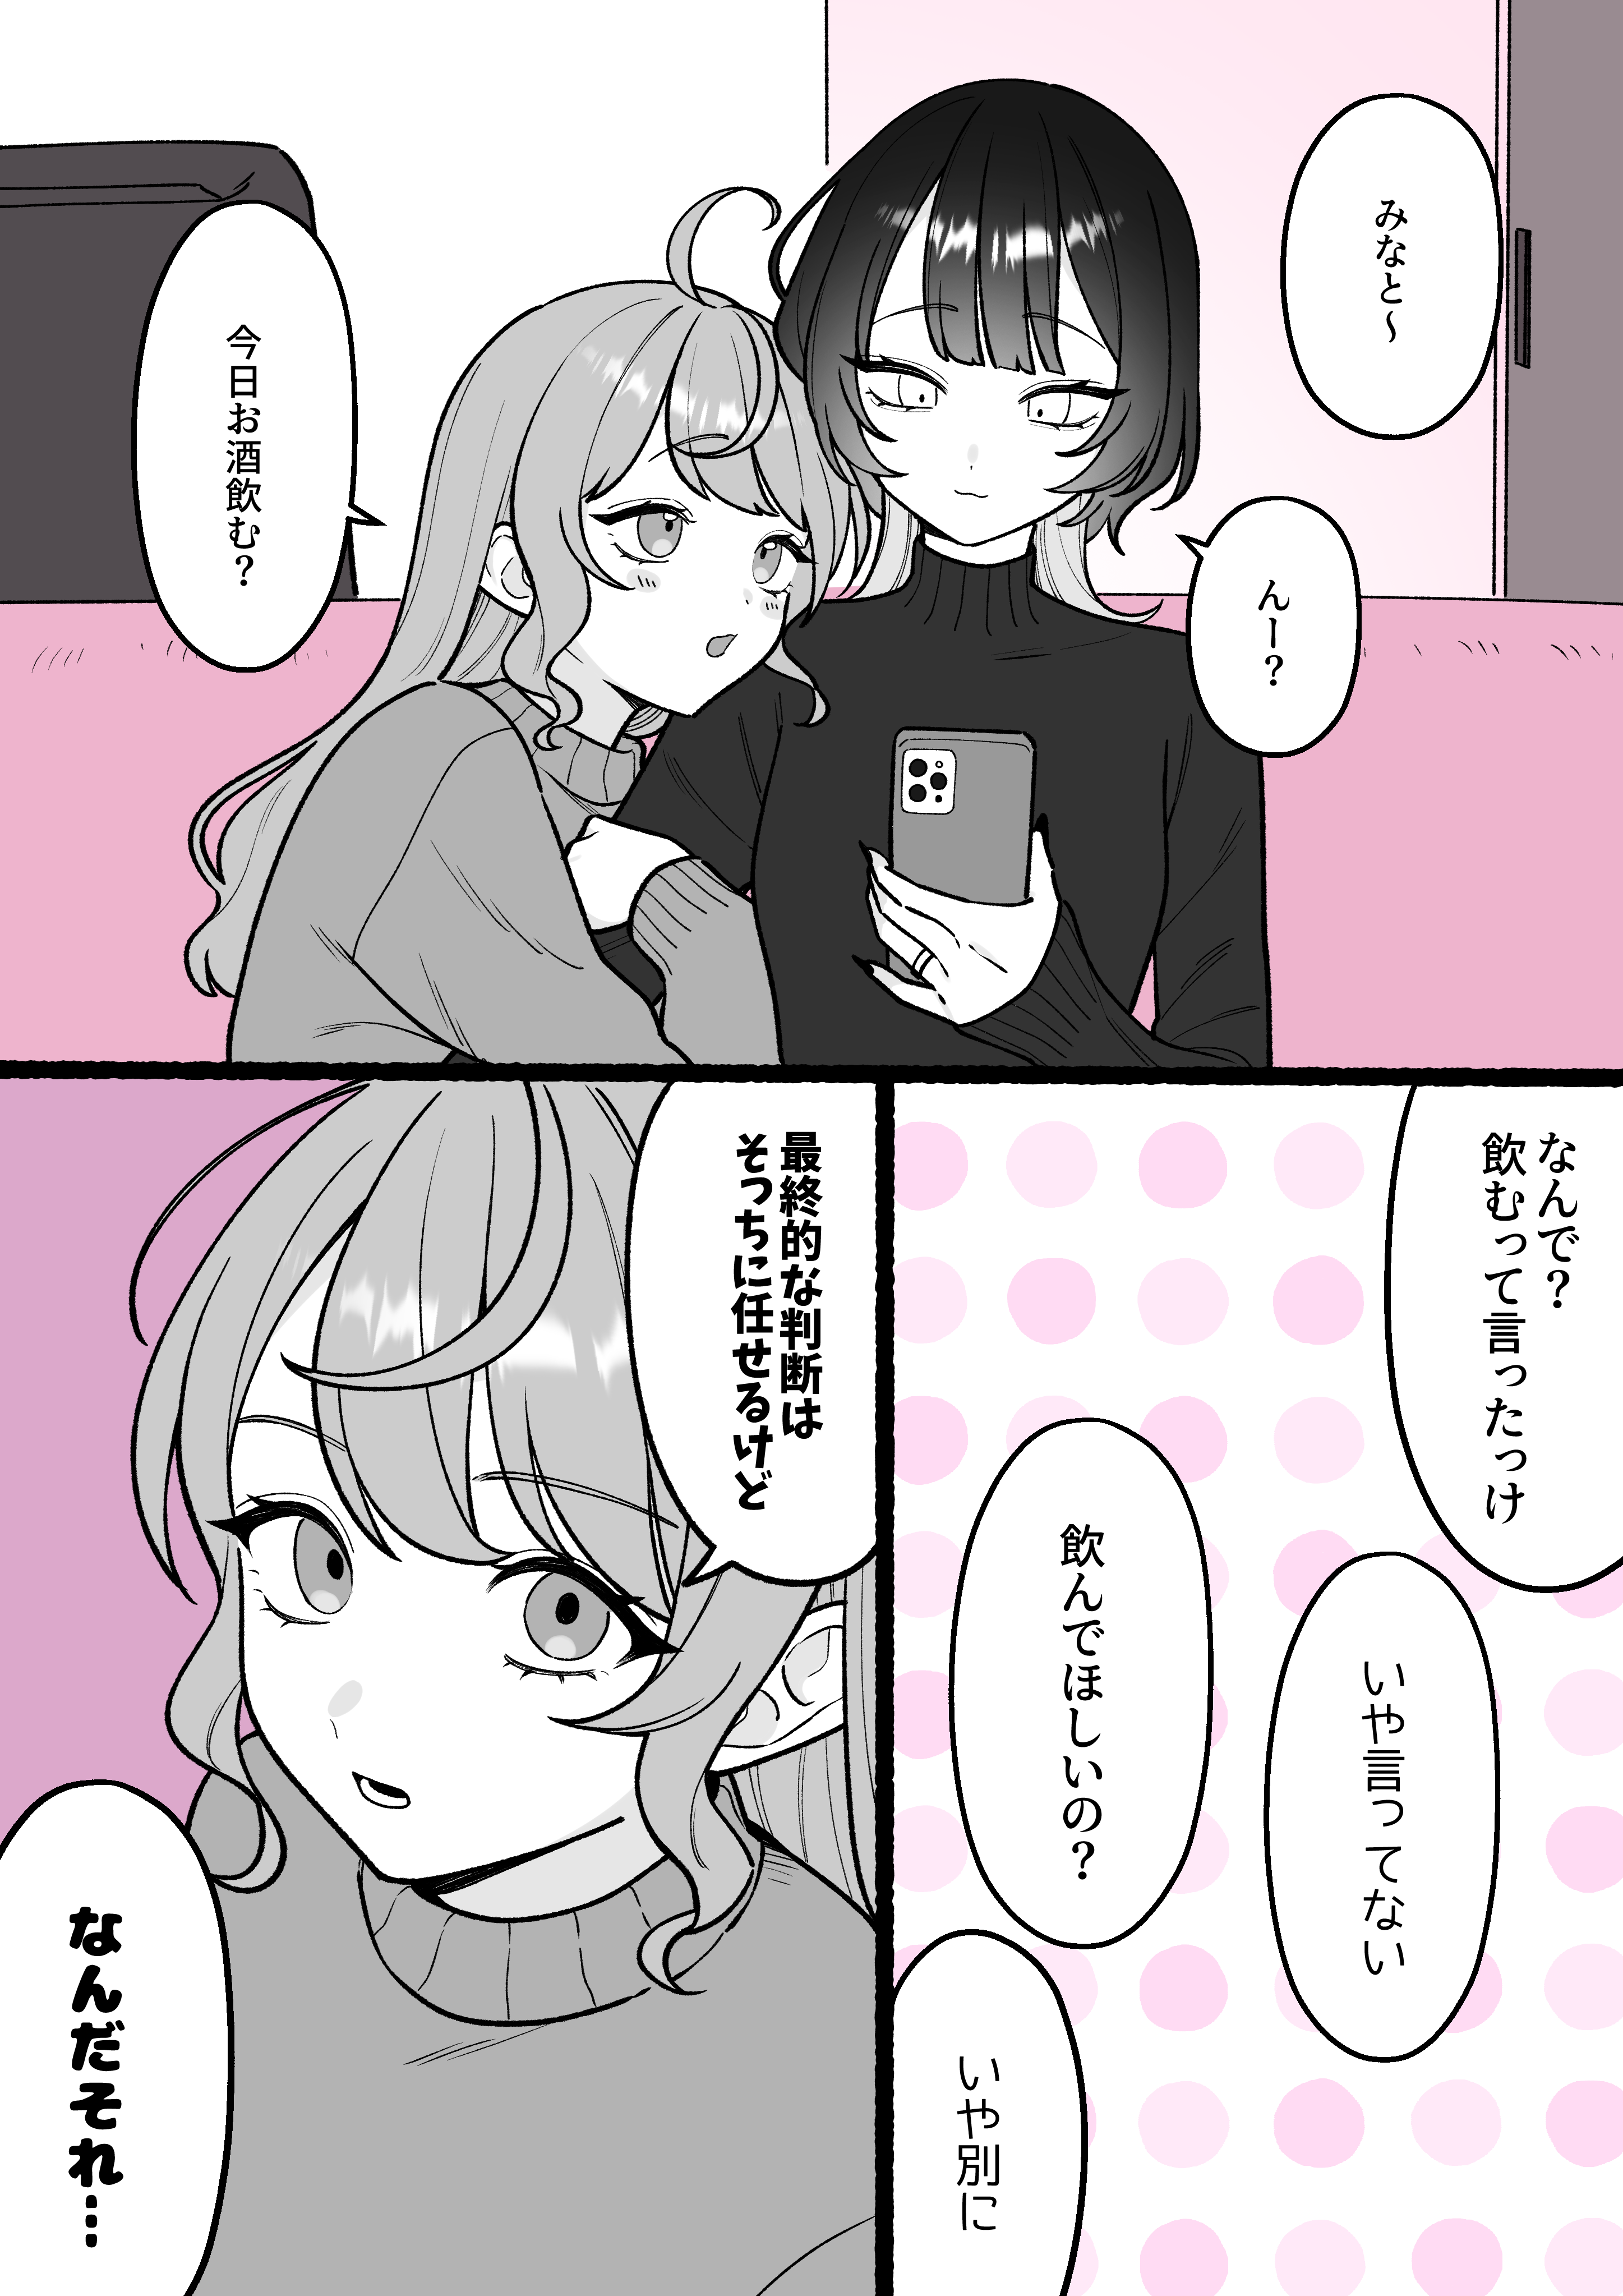 みなと〜
んー？
今日お酒飲む？
なんで？
飲むって言ったっけ
いや言ってない
飲んでほしいの？
いや別に
最終的な判断は
そっちに任せるけど
なんだそれ…